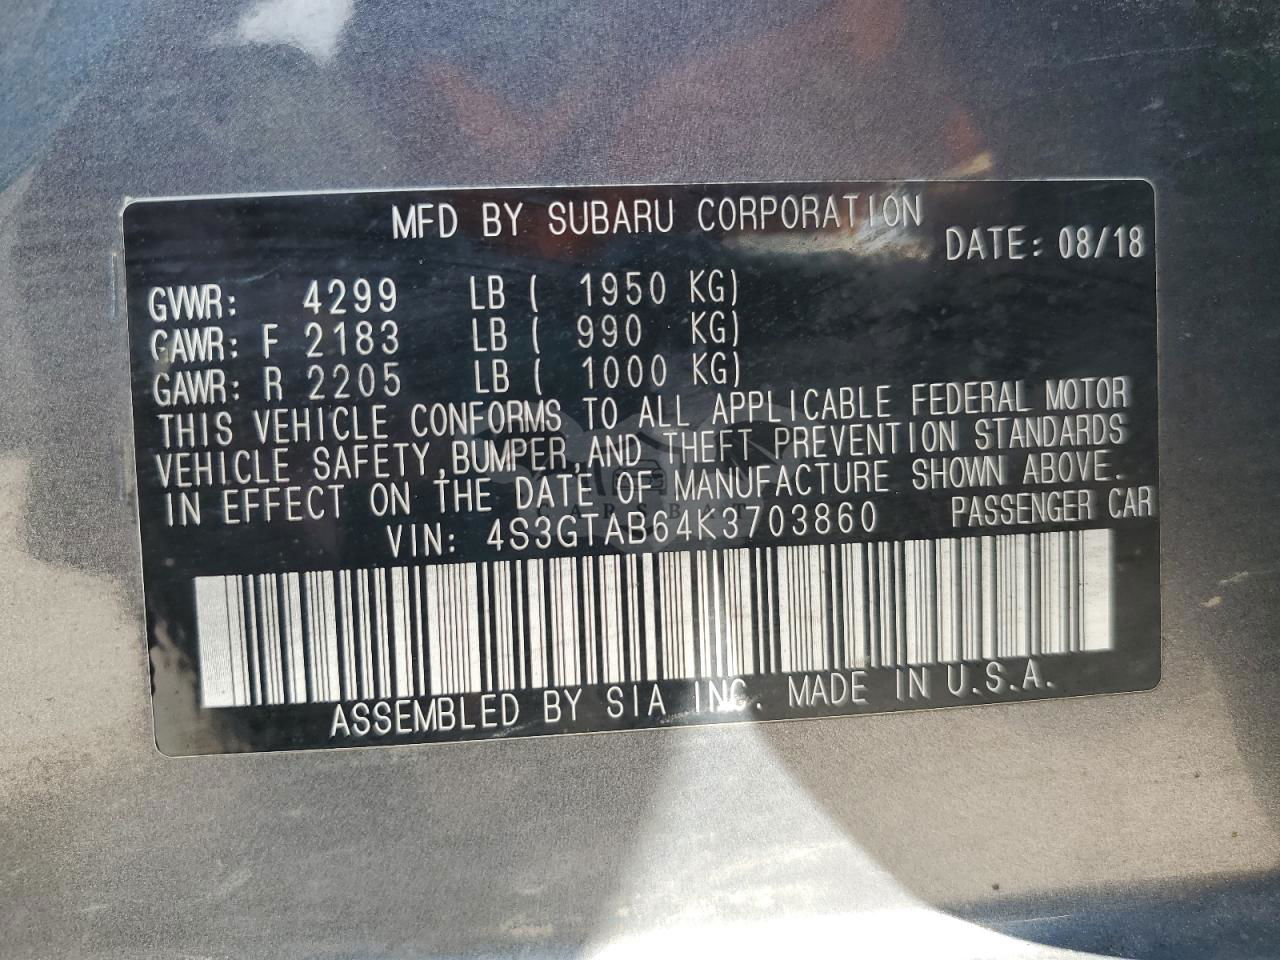 MFD BY SUBARU CORPORATION
DATE: 08/18
GVWR: 4299 LB ( 1950 KG)
GAWR: F 2183 LB ( 990 KG)
GAWR: R 2205 LB ( 1000 KG)
THIS VEHICLE CONFORMS TO ALL APPLICABLE FEDERAL MOTOR
VEHICLE SAFETY,BUMPER,AND THEFT PREVENTION STANDARDS
IN EFFECT ON THE DATE OF MANUFACTURE SHOWN ABOVE.
VIN: 4S3GTAB64K3703860 PASSENGER CAR
ASSEMBLED BY SIA INC. MADE IN U.S.A.